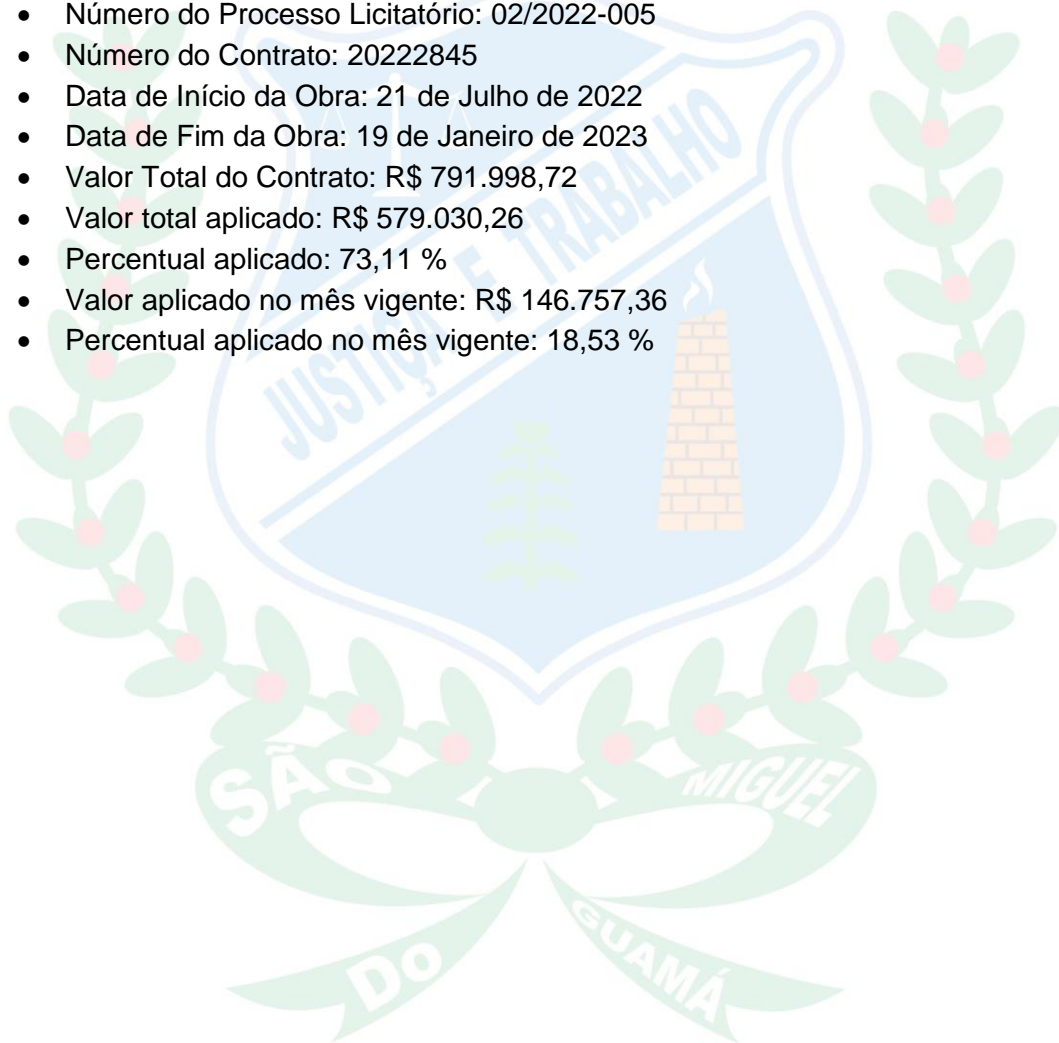 • Número do Processo Licitatório: 02/2022-005
• Número do Contrato: 20222845
• Data de Início da Obra: 21 de Julho de 2022
• Data de Fim da Obra: 19 de Janeiro de 2023
• Valor Total do Contrato: R$ 791.998,72
• Valor total aplicado: R$ 579.030,26
• Percentual aplicado: 73,11 %
• Valor aplicado no mês vigente: R$ 146.757,36
• Percentual aplicado no mês vigente: 18,53 %
JUSTIÇA E TRABALHO
SÃO MIGUEL
DO GUAMÁ